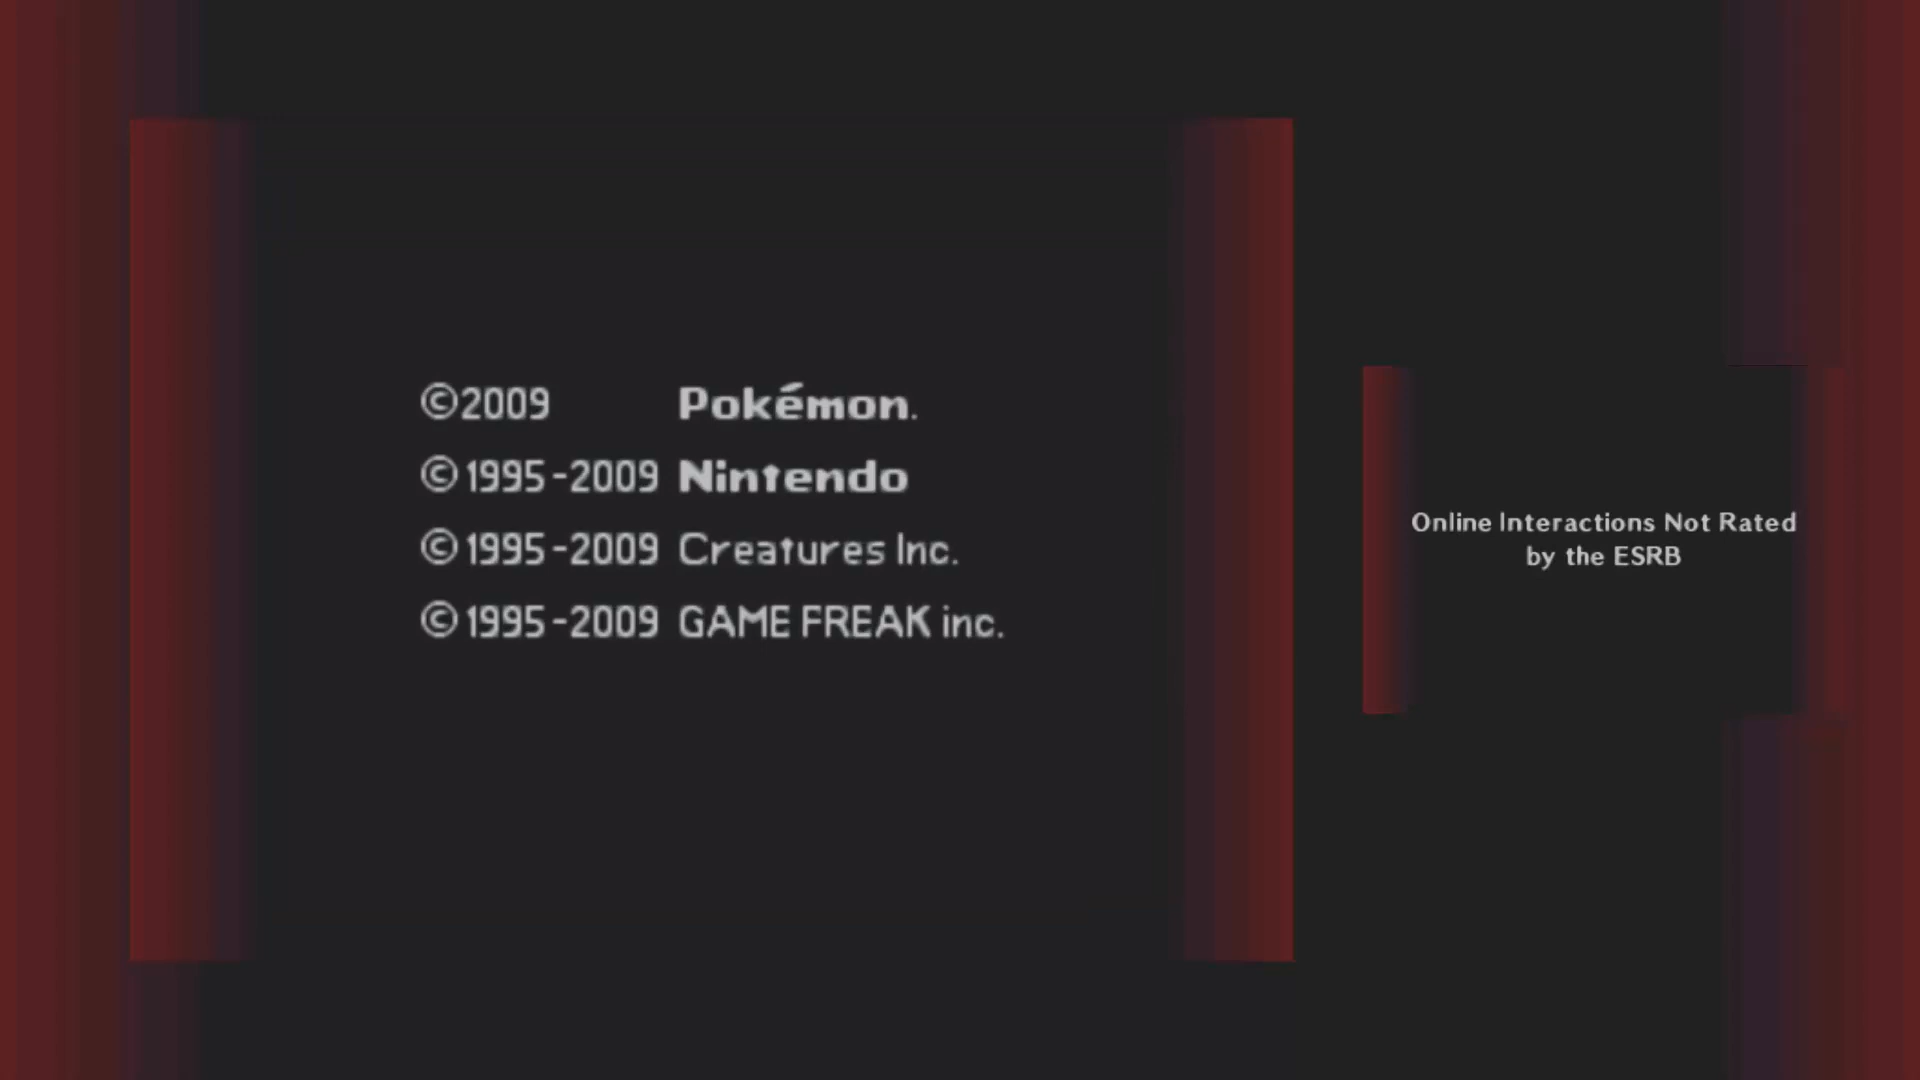 ©2009 Pokémon.
©1995-2009 Nintendo
©1995-2009 Creatures Inc.
©1995-2009 GAME FREAK inc.
Online Interactions Not Rated
by the ESRB